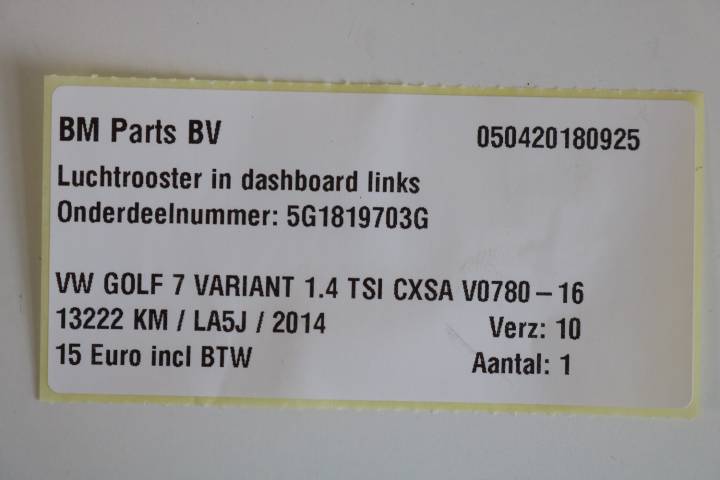 BM Parts BV 050420180925
Luchtrooster in dashboard links
Onderdeelnummer: 5G1819703G
VW GOLF 7 VARIANT 1.4 TSI CXSA V0780-16
13222 KM / LA5J / 2014 Verz: 10
15 Euro incl BTW Aantal: 1